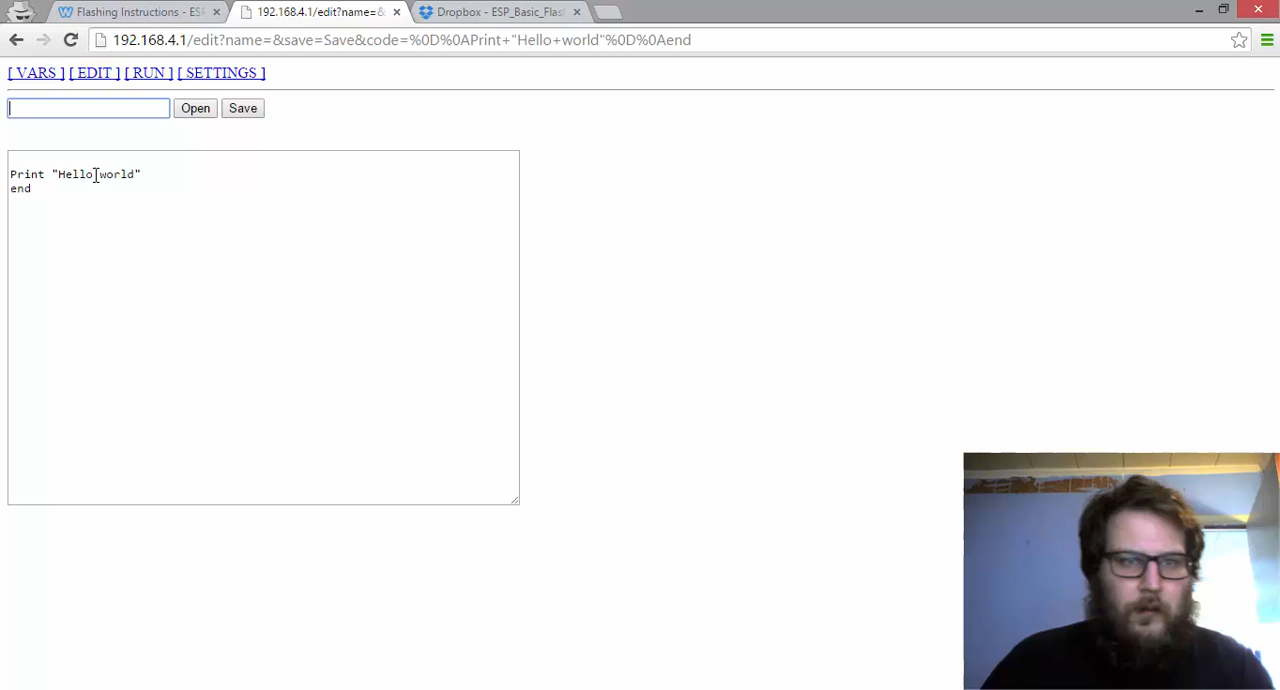 Flashing Instructions - ESP
192.168.4.1/edit?name=&
Dropbox - ESP_Basic_Flas
192.168.4.1/edit?name=&save=Save&code=%0D%0APrint+"Hello+world"%0D%0Aend
[ VARS ] [ EDIT ] [ RUN ] [ SETTINGS ]
Open Save
Print "Hello world"
end